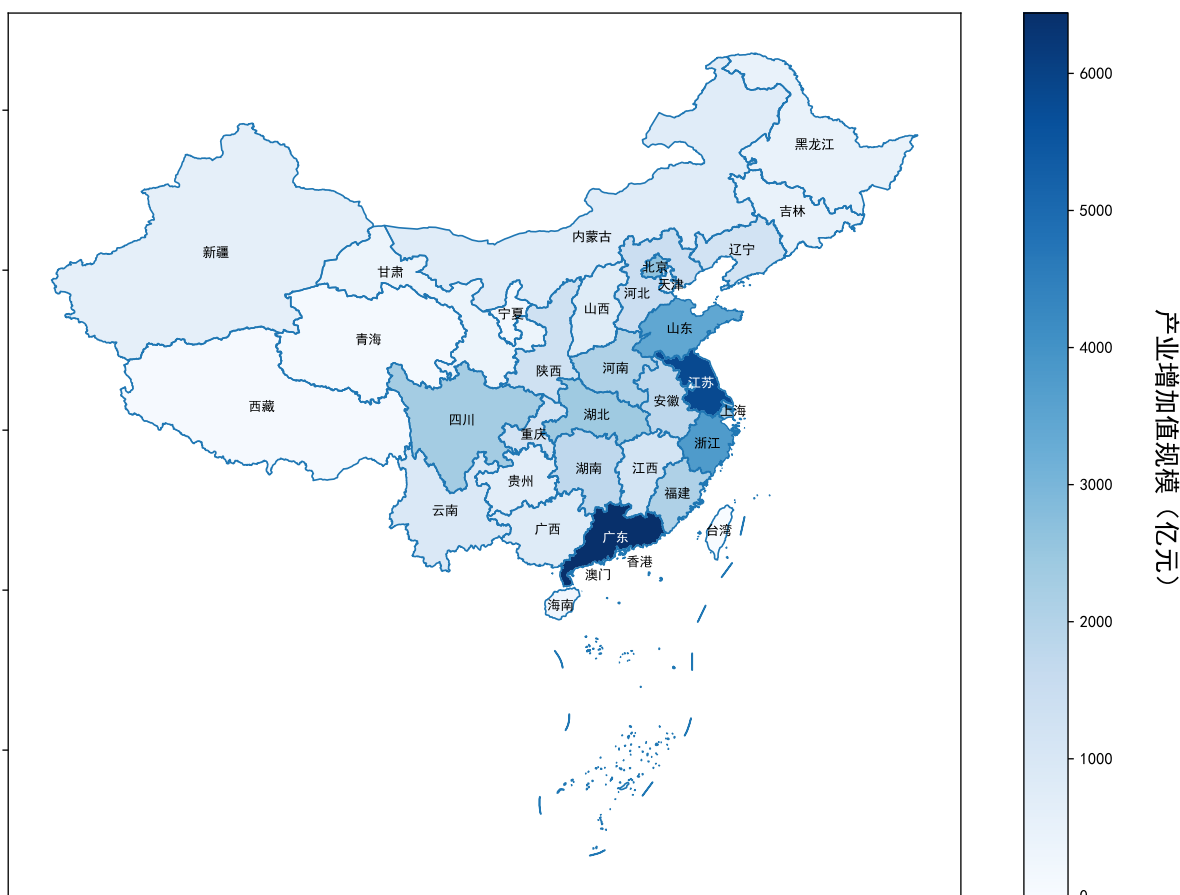 黑龙江
吉林
新疆
内蒙古
辽宁
甘肃
北京
天津
河北
山西
宁夏
山东
青海
陕西
河南
江苏
安徽
上海
西藏
四川
湖北
重庆
浙江
湖南
江西
贵州
福建
云南
广西
台湾
广东
香港
澳门
海南
6000
5000
4000
3000
2000
1000
0
产业增加值规模（亿元）